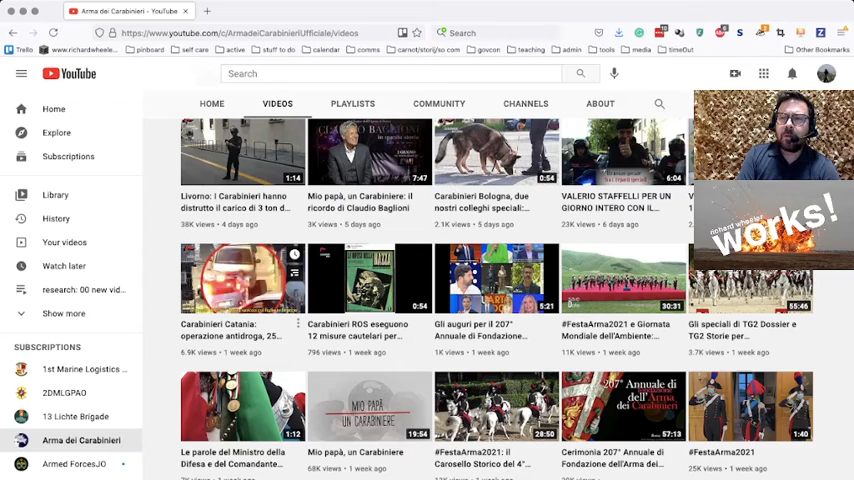 Arma dei Carabinieri - YouTube
https://www.youtube.com/c/ArmadeiCarabinieriUfficiale/videos
Search
Trello
www.richardwheele...
pinboard
self care
active
stuff to do
calendar
comms
carnot/storij/so com
govcon
teaching
admin
tools
media
timeOut
Other Bookmarks
YouTube
Search
HOME
VIDEOS
PLAYLISTS
COMMUNITY
CHANNELS
ABOUT
Home
Explore
Subscriptions
Library
History
Your videos
Watch later
research: 00 new vid...
Show more
SUBSCRIPTIONS
1st Marine Logistics ...
2DMLGPAO
13 Lichte Brigade
Arma dei Carabinieri
Armed ForcesJO
1:14
Livorno: i Carabinieri hanno
distrutto il carico di 3 ton d...
38K views • 4 days ago
CLAUDIO BAGLIONI
7:47
Mio papà, un Carabiniere: il
ricordo di Claudio Baglioni
3K views • 5 days ago
0:54
Carabinieri Bologna, due
nostri colleghi speciali:...
2.1K views • 5 days ago
6:04
VALERIO STAFFELLI PER UN
GIORNO INTERO CON IL...
23K views • 6 days ago
richard wheeler
works!
Carabinieri Catania:
operazione antidroga, 25...
6.9K views • 1 week ago
0:54
Carabinieri ROS eseguono
12 misure cautelari per...
796 views • 1 week ago
5:21
Gli auguri per il 207°
Annuale di Fondazione...
1K views • 1 week ago
30:31
#FestaArma2021 e Giornata
Mondiale dell'Ambiente:...
11K views • 1 week ago
55:46
Gli speciali di TG2 Dossier e
TG2 Storie per...
3.7K views • 1 week ago
1:12
Le parole del Ministro della
Difesa e del Comandante...
MIO PAPÀ
UN CARABINIERE
19:54
Mio papà, un Carabiniere
68K views • 1 week ago
28:50
#FestaArma2021: il
Carosello Storico del 4°...
207° Annuale di
Fondazione
dell'Arma
dei Carabinieri
57:13
Cerimonia 207° Annuale di
Fondazione dell'Arma dei...
1:40
#FestaArma2021
25K views • 1 week ago